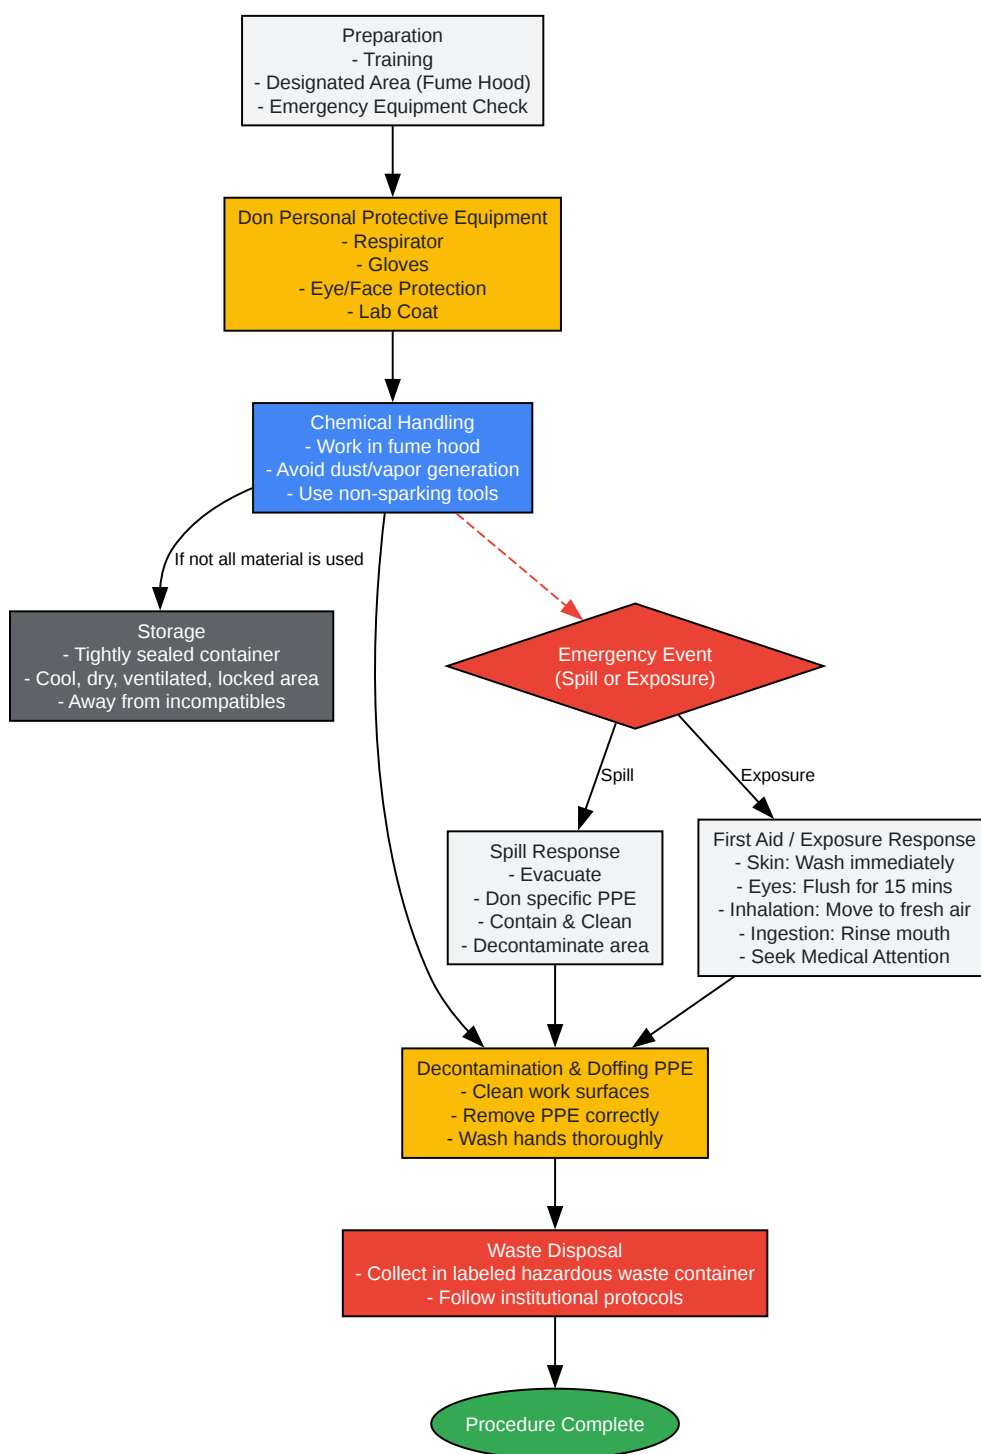 Preparation
- Training
- Designated Area (Fume Hood)
- Emergency Equipment Check
Don Personal Protective Equipment
- Respirator
- Gloves
- Eye/Face Protection
- Lab Coat
Chemical Handling
- Work in fume hood
- Avoid dust/vapor generation
- Use non-sparking tools
If not all material is used
Storage
- Tightly sealed container
- Cool, dry, ventilated, locked area
- Away from incompatibles
Emergency Event
(Spill or Exposure)
Spill
Exposure
Spill Response
- Evacuate
- Don specific PPE
- Contain & Clean
- Decontaminate area
First Aid / Exposure Response
- Skin: Wash immediately
- Eyes: Flush for 15 mins
- Inhalation: Move to fresh air
- Ingestion: Rinse mouth
- Seek Medical Attention
Decontamination & Doffing PPE
- Clean work surfaces
- Remove PPE correctly
- Wash hands thoroughly
Waste Disposal
- Collect in labeled hazardous waste container
- Follow institutional protocols
Procedure Complete